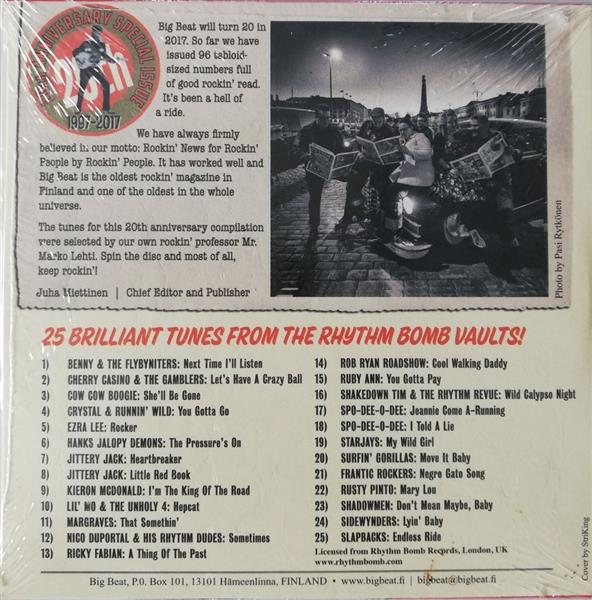 20TH ANNIVERSARY SPECIAL ISSUE
20th
1997-2017
Big Beat will turn 20 in
2017. So far we have
issued 96 tabloid-
sized numbers full
of good rockin' read.
It's been a hell of
a ride.
We have always firmly
believed in our motto: Rockin' News for Rockin'
People by Rockin' People. It has worked well and
Big Beat is the oldest rockin' magazine in
Finland and one of the oldest in the whole
universe.
The tunes for this 20th anniversary compilation
were selected by our own rockin' professor Mr.
Marko Lehti. Spin the disc and most of all,
keep rockin'!
Juha Miettinen | Chief Editor and Publisher
Photo by Pasi Rytkönen
25 BRILLIANT TUNES FROM THE RHYTHM BOMB VAULTS!
1) BENNY & THE FLYBYNITERS: Next Time I'll Listen
2) CHERRY CASINO & THE GAMBLERS: Let's Have A Crazy Ball
3) COW COW BOOGIE: She'll Be Gone
4) CRYSTAL & RUNNIN' WILD: You Gotta Go
5) EZRA LEE: Rocker
6) HANKS JALOPY DEMONS: The Pressure's On
7) JITTERY JACK: Heartbreaker
8) JITTERY JACK: Little Red Book
9) KIERON MCDONALD: I'm The King Of The Road
10) LIL' MO & THE UNHOLY 4: Hepcat
11) MARGRAVES: That Somethin'
12) NICO DUPORTAL & HIS RHYTHM DUDES: Sometimes
13) RICKY FABIAN: A Thing Of The Past
14) ROB RYAN ROADSHOW: Cool Walking Daddy
15) RUBY ANN: You Gotta Pay
16) SHAKEDOWN TIM & THE RHYTHM REVUE: Wild Calypso Night
17) SPO-DEE-O-DEE: Jeannie Come A-Running
18) SPO-DEE-O-DEE: I Told A Lie
19) STARJAYS: My Wild Girl
20) SURFIN' GORILLAS: Move It Baby
21) FRANTIC ROCKERS: Negro Gato Song
22) RUSTY PINTO: Mary Lou
23) SHADOWMEN: Don't Mean Maybe, Baby
24) SIDEWYNDERS: Lyin' Baby
25) SLAPBACKS: Endless Ride
Licensed from Rhythm Bomb Records, London, UK
www.rhythmbomb.com
Cover by StriKing
Big Beat, P.O. Box 101, 13101 Hämeenlinna, FINLAND • www.bigbeat.fi | bigbeat@bigbeat.fi